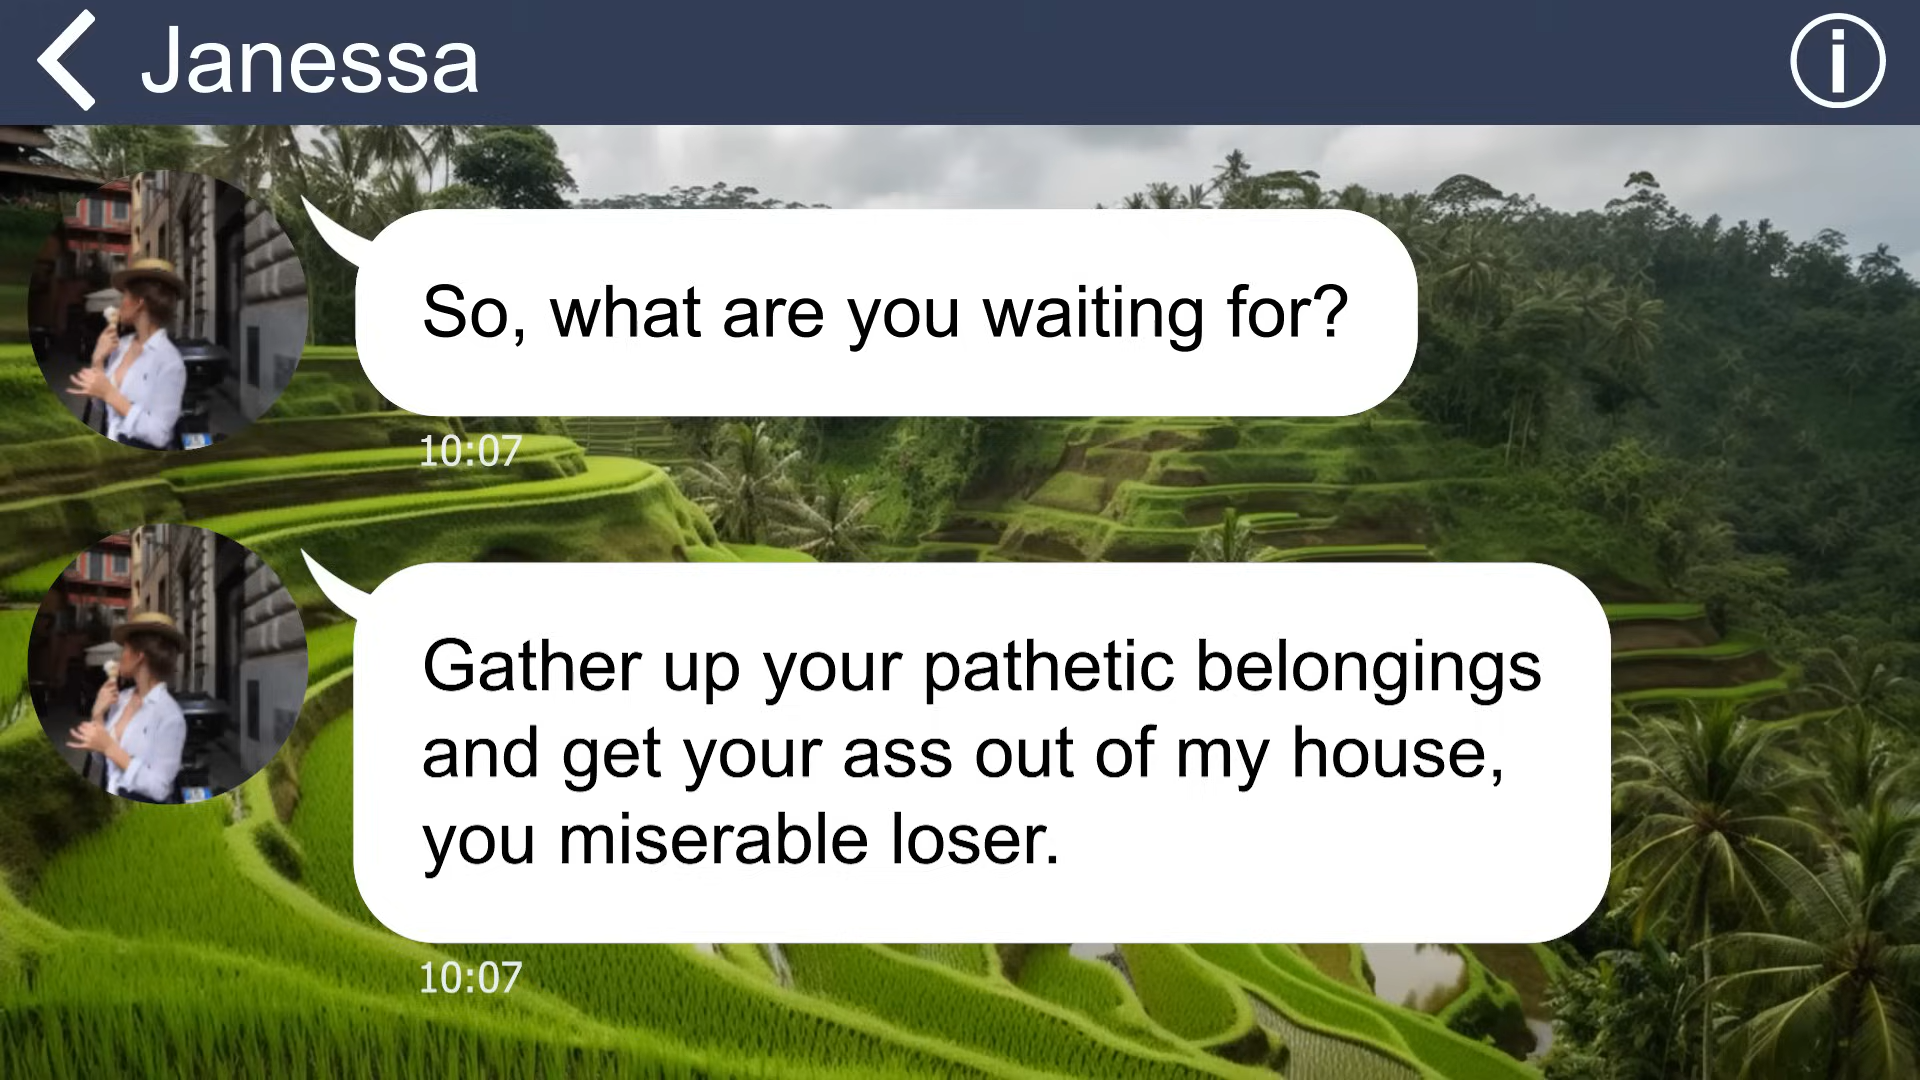 Janessa
So, what are you waiting for?
10:07
Gather up your pathetic belongings
and get your ass out of my house,
you miserable loser.
10:07